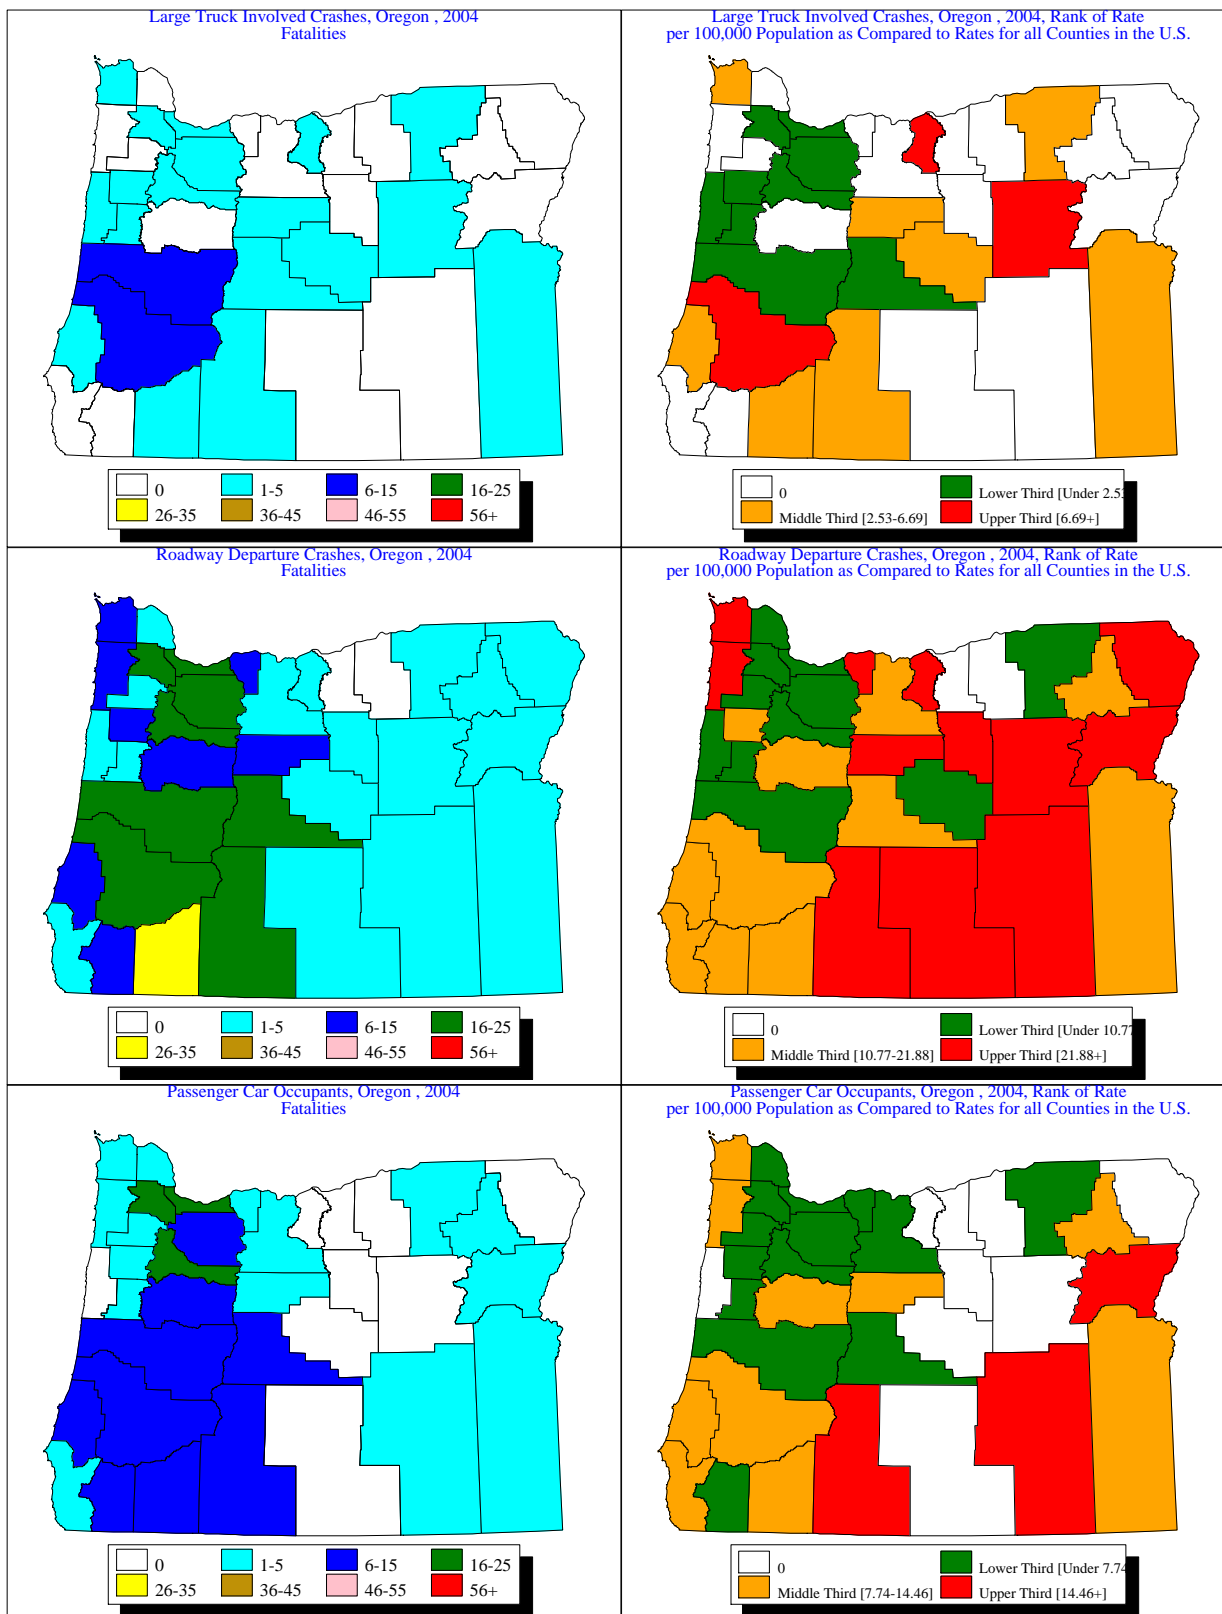 Large Truck Involved Crashes, Oregon , 2004
Fatalities
0
1-5
6-15
16-25
26-35
36-45
46-55
56+
Large Truck Involved Crashes, Oregon , 2004, Rank of Rate
per 100,000 Population as Compared to Rates for all Counties in the U.S.
0
Lower Third [Under 2.53
Middle Third [2.53-6.69]
Upper Third [6.69+]
Roadway Departure Crashes, Oregon , 2004
Fatalities
0
1-5
6-15
16-25
26-35
36-45
46-55
56+
Roadway Departure Crashes, Oregon , 2004, Rank of Rate
per 100,000 Population as Compared to Rates for all Counties in the U.S.
0
Lower Third [Under 10.77
Middle Third [10.77-21.88]
Upper Third [21.88+]
Passenger Car Occupants, Oregon , 2004
Fatalities
0
1-5
6-15
16-25
26-35
36-45
46-55
56+
Passenger Car Occupants, Oregon , 2004, Rank of Rate
per 100,000 Population as Compared to Rates for all Counties in the U.S.
0
Lower Third [Under 7.74
Middle Third [7.74-14.46]
Upper Third [14.46+]